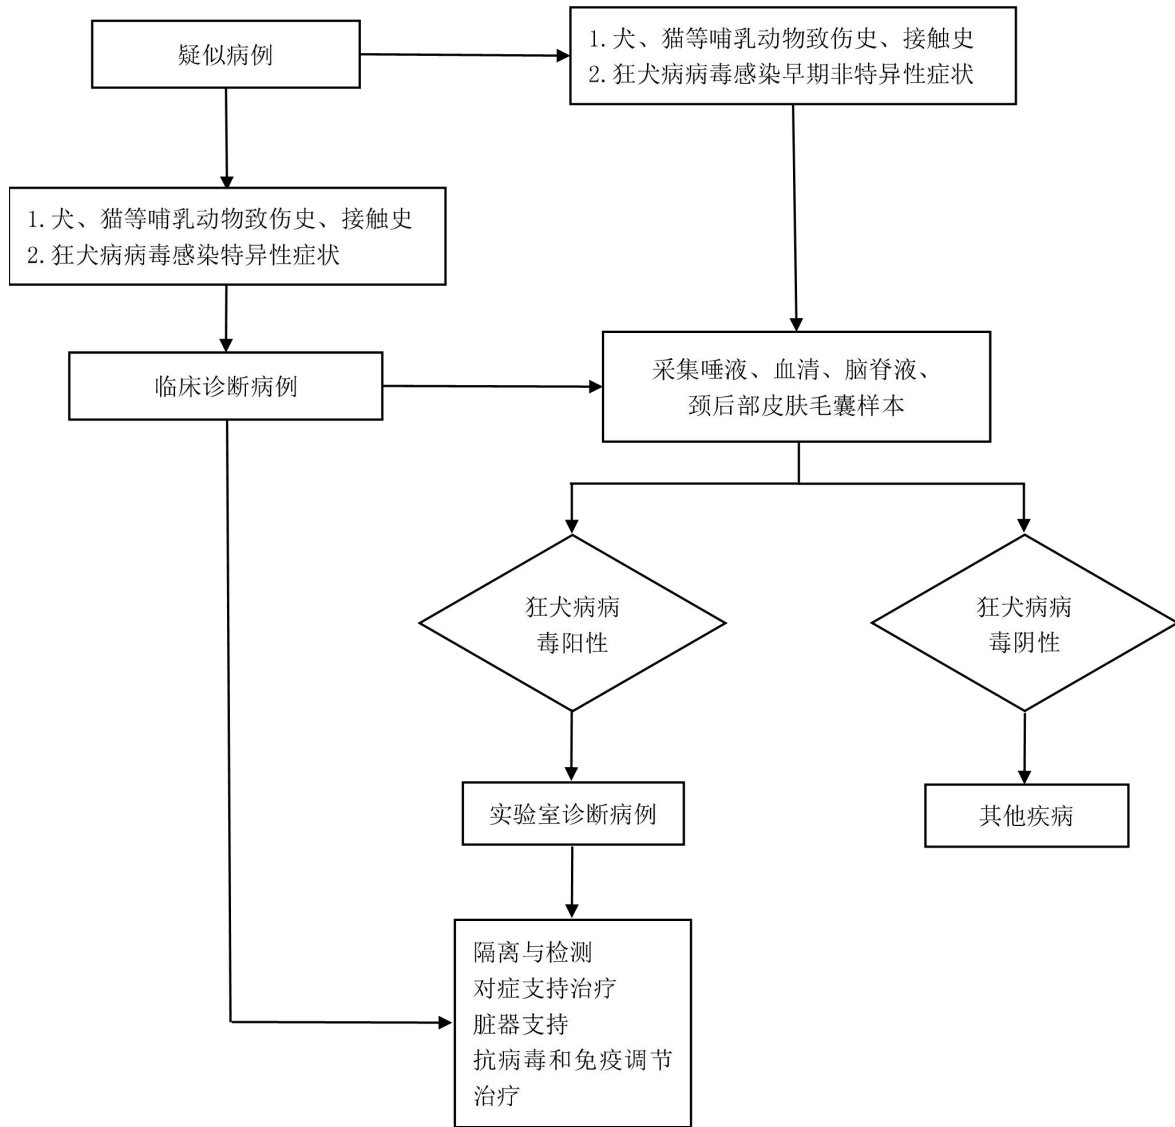 疑似病例
1.犬、猫等哺乳动物致伤史、接触史
2.狂犬病病毒感染早期非特异性症状
1.犬、猫等哺乳动物致伤史、接触史
2.狂犬病病毒感染特异性症状
临床诊断病例
采集唾液、血清、脑脊液、
颈后部皮肤毛囊样本
狂犬病病
毒阳性
狂犬病病
毒阴性
实验室诊断病例
其他疾病
隔离与检测
对症支持治疗
脏器支持
抗病毒和免疫调节
治疗